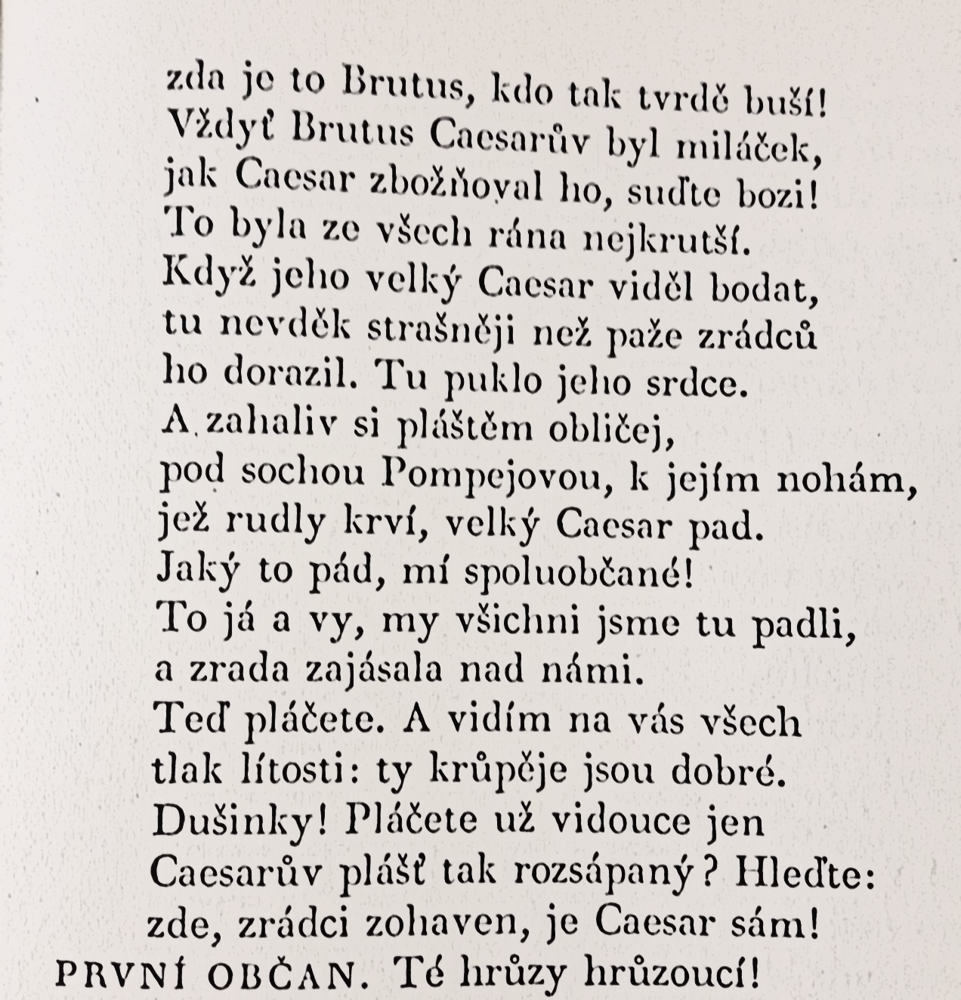 zda je to Brutus, kdo tak tvrdě buší!
Vždyť Brutus Caesarův byl miláček,
jak Caesar zbožňoval ho, suďte bozi!
To byla ze všech rána nejkrutší.
Když jeho velký Caesar viděl bodat,
tu nevděk strašněji než paže zrádců
ho dorazil. Tu puklo jeho srdce.
A zahaliv si pláštěm obličej,
pod sochou Pompejovou, k jejím nohám,
jež rudly krví, velký Caesar pad.
Jaký to pád, mí spoluobčané!
To já a vy, my všichni jsme tu padli,
a zrada zajásala nad námi.
Teď pláčete. A vidím na vás všech
tlak lítosti: ty krůpěje jsou dobré.
Dušinky! Pláčete už vidouce jen
Caesarův plášť tak rozsápaný? Hleďte:
zde, zrádci zohaven, je Caesar sám!
PRVNÍ OBČAN. Té hrůzy hrůzoucí!